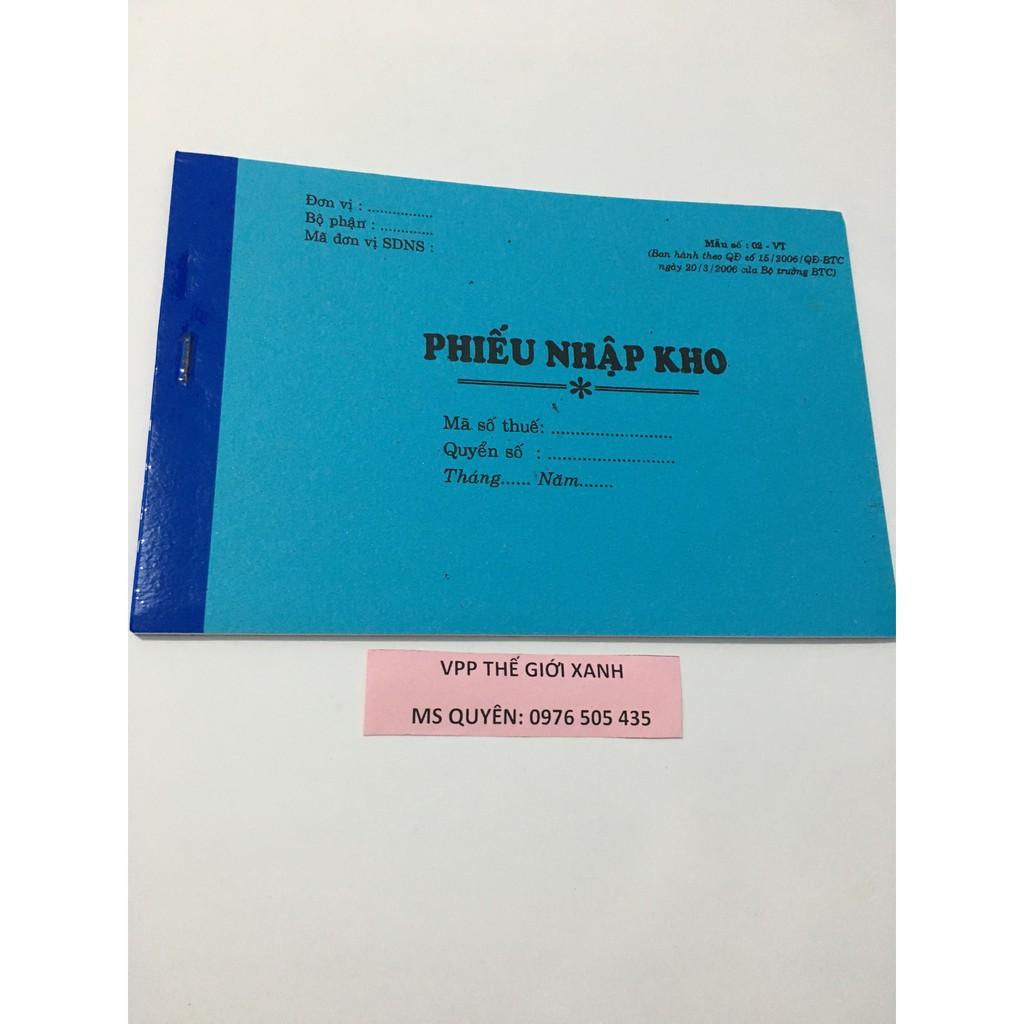 Đơn vị : ................
Bộ phận : .............
Mã đơn vị SDNS :
Mẫu số : 02 - VT
(Ban hành theo QĐ số 15/2006/QĐ-BTC
ngày 20/3/2006 của Bộ trưởng BTC)
PHIẾU NHẬP KHO
Mã số thuế: .........................
Quyển số : ..........................
Tháng...... Năm.......
VPP THẾ GIỚI XANH
MS QUYÊN: 0976 505 435